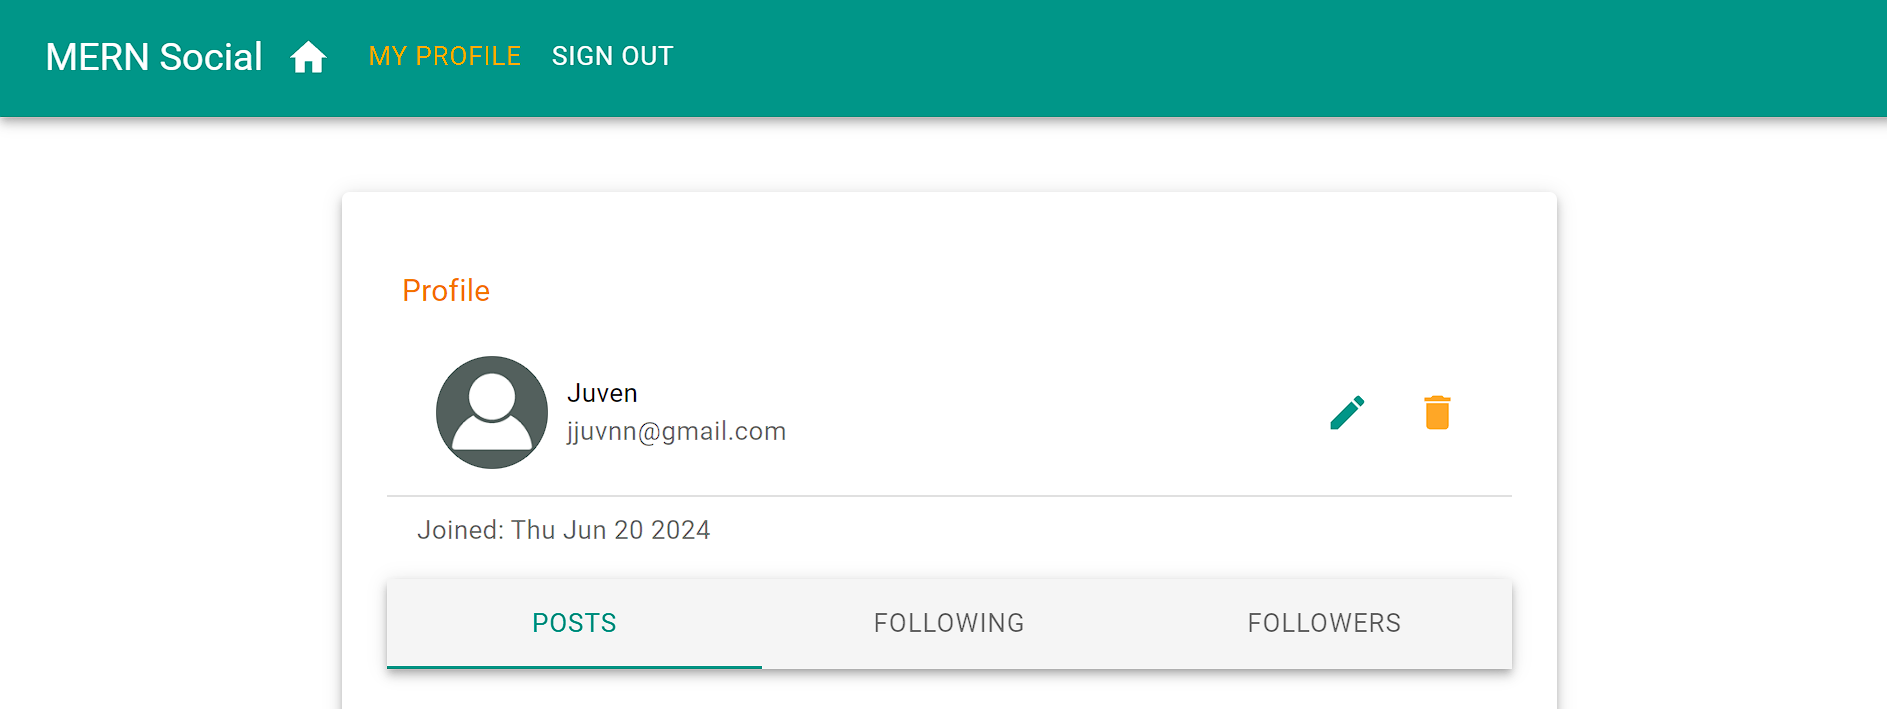 MERN Social MY PROFILE SIGN OUT
Profile
Juven
jjuvnn@gmail.com
Joined: Thu Jun 20 2024
POSTS FOLLOWING FOLLOWERS